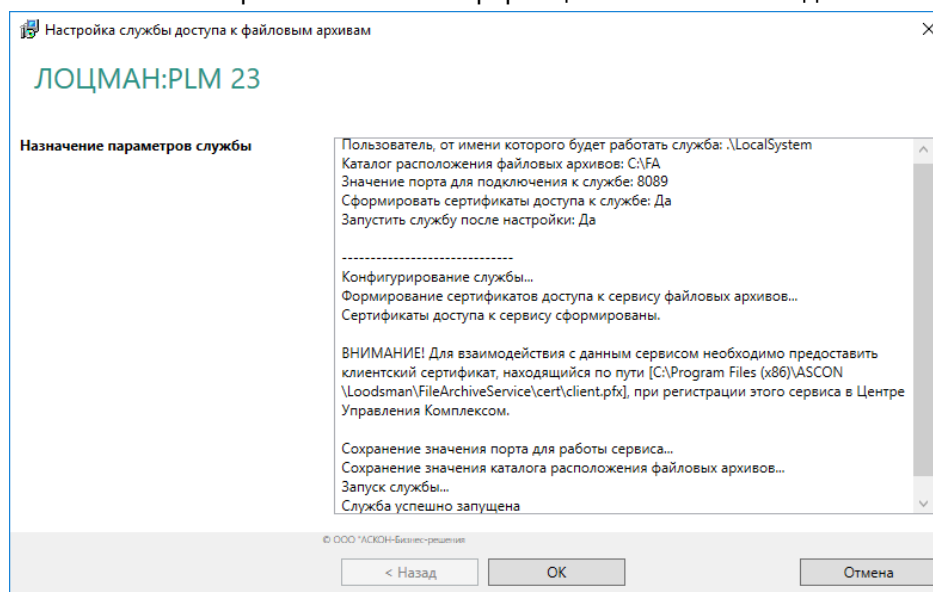 Настройка службы доступа к файловым архивам
ЛОЦМАН:PLM 23
Назначение параметров службы
Пользователь, от имени которого будет работать служба: .\LocalSystem
Каталог расположения файловых архивов: C:\FA
Значение порта для подключения к службе: 8089
Сформировать сертификаты доступа к службе: Да
Запустить службу после настройки: Да
------------------------------
Конфигурирование службы...
Формирование сертификатов доступа к сервису файловых архивов...
Сертификаты доступа к сервису сформированы.
ВНИМАНИЕ! Для взаимодействия с данным сервисом необходимо предоставить
клиентский сертификат, находящийся по пути [C:\Program Files (x86)\ASCON
\Loodsman\FileArchiveService\cert\client.pfx], при регистрации этого сервиса в Центре
Управления Комплексом.
Сохранение значения порта для работы сервиса...
Сохранение значения каталога расположения файловых архивов...
Запуск службы...
Служба успешно запущена
© ООО "АСКОН-Бизнес-решения
< Назад
OK
Отмена